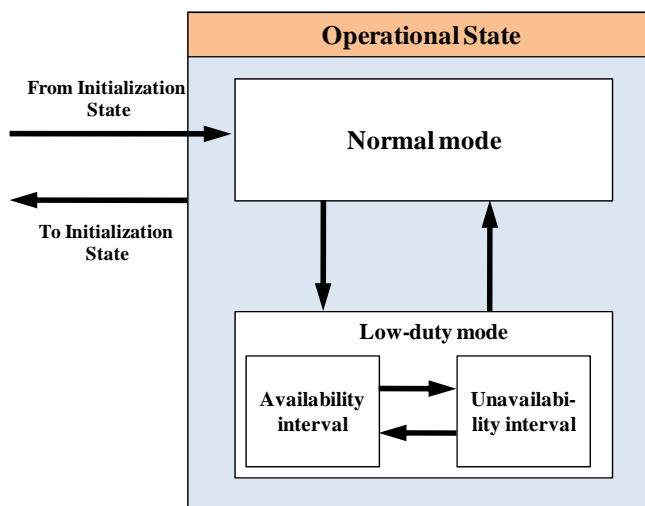 Operational State
From Initialization
State
Normal mode
To Initialization
State
Low-duty mode
Availability
interval
Unavailabi-
lity interval